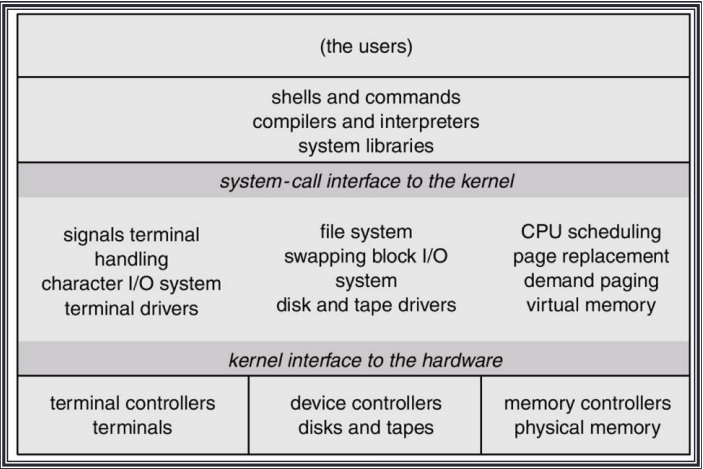 (the users)
shells and commands
compilers and interpreters
system libraries
system-call interface to the kernel
signals terminal
handling
character I/O system
terminal drivers
file system
swapping block I/O
system
disk and tape drivers
CPU scheduling
page replacement
demand paging
virtual memory
kernel interface to the hardware
terminal controllers
terminals
device controllers
disks and tapes
memory controllers
physical memory